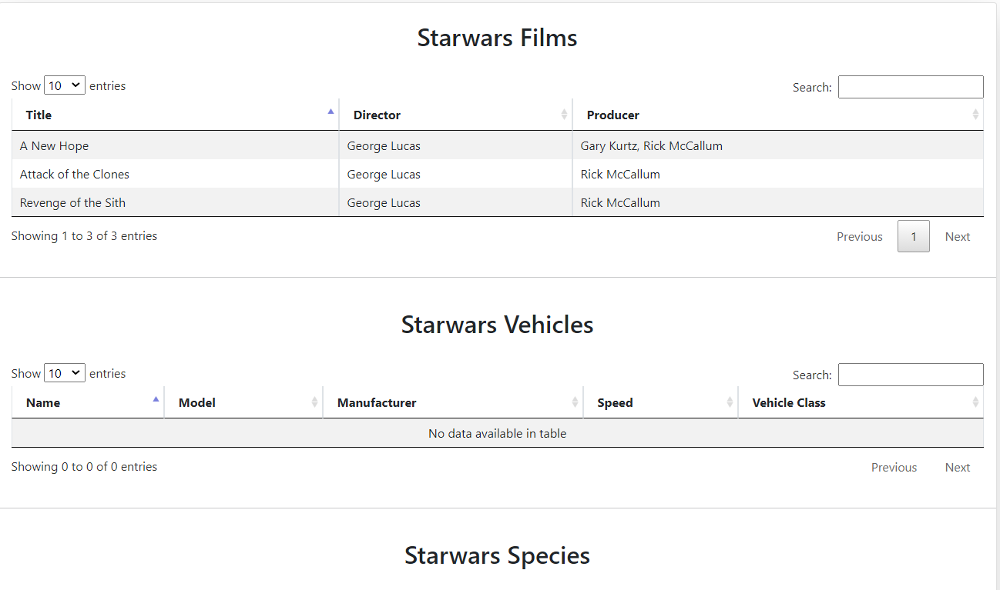 Starwars Films
Show 10 entries Search:
Title Director Producer
A New Hope George Lucas Gary Kurtz, Rick McCallum
Attack of the Clones George Lucas Rick McCallum
Revenge of the Sith George Lucas Rick McCallum
Showing 1 to 3 of 3 entries Previous 1 Next
Starwars Vehicles
Show 10 entries Search:
Name Model Manufacturer Speed Vehicle Class
No data available in table
Showing 0 to 0 of 0 entries Previous Next
Starwars Species